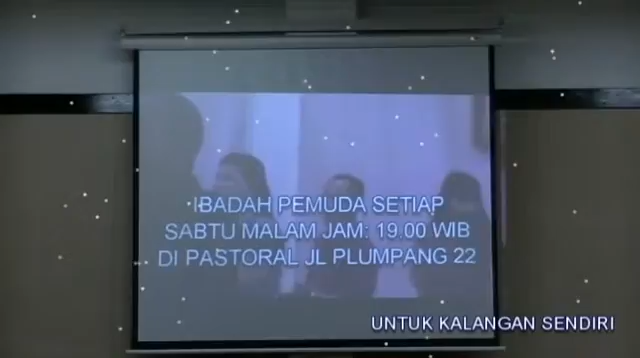 IBADAH PEMUDA SETIAP
SABTU MALAM JAM: 19.00 WIB
DI PASTORAL JL PLUMPANG 22
UNTUK KALANGAN SENDIRI